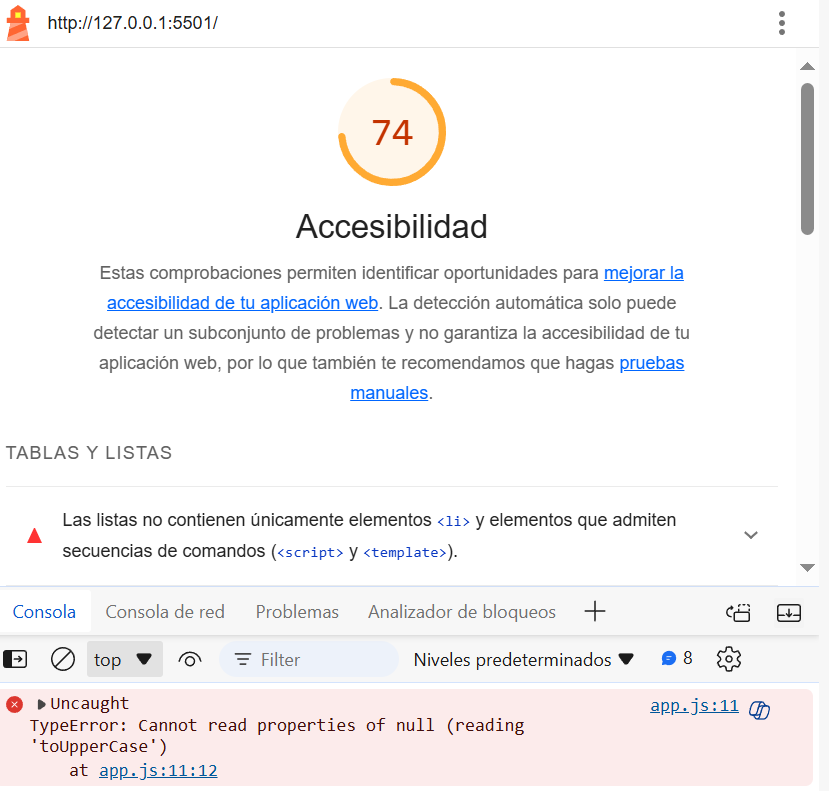 http://127.0.0.1:5501/
74
Accesibilidad
Estas comprobaciones permiten identificar oportunidades para mejorar la
accesibilidad de tu aplicación web. La detección automática solo puede
detectar un subconjunto de problemas y no garantiza la accesibilidad de tu
aplicación web, por lo que también te recomendamos que hagas pruebas
manuales.
TABLAS Y LISTAS
Las listas no contienen únicamente elementos <li> y elementos que admiten
secuencias de comandos (<script> y <template>).
Consola Consola de red Problemas Analizador de bloqueos
top Filter Niveles predeterminados 8
Uncaught app.js:11
TypeError: Cannot read properties of null (reading
'toUpperCase')
at app.js:11:12